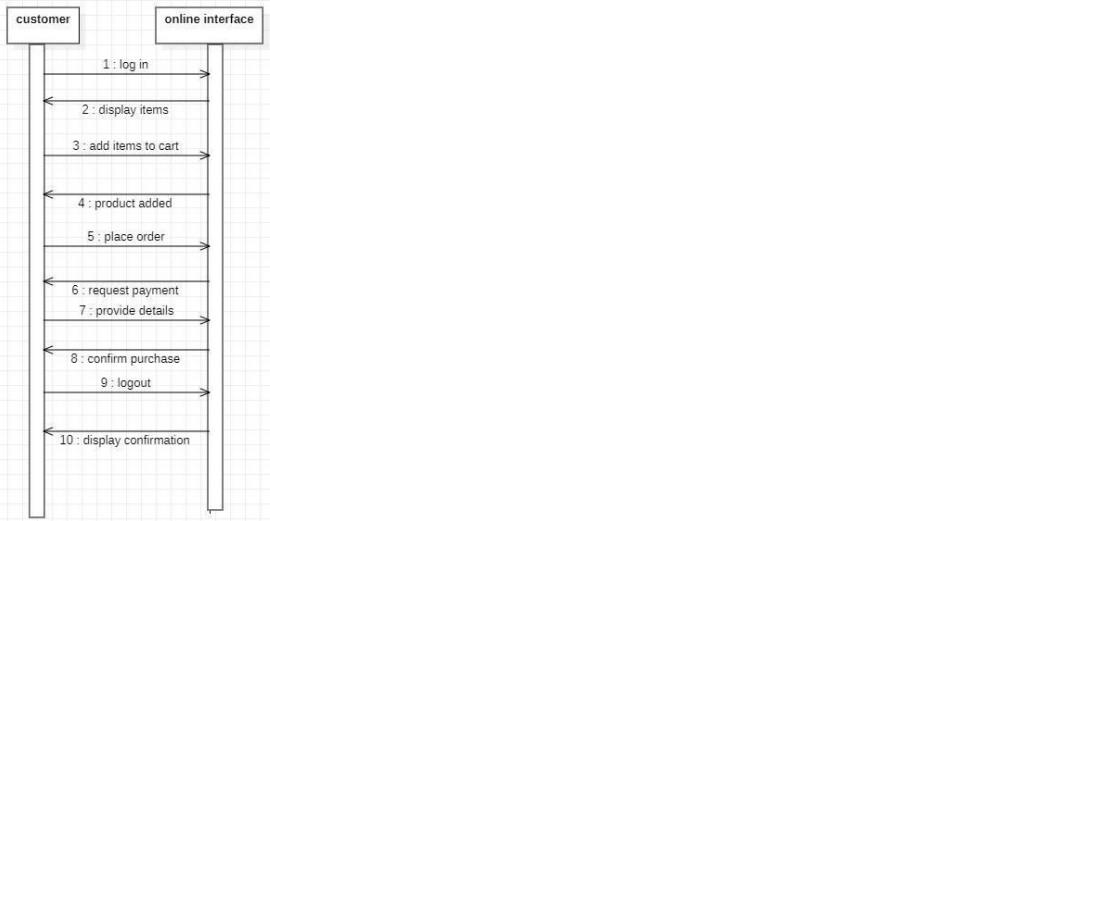 customer
online interface
1 : log in
2 : display items
3 : add items to cart
4 : product added
5 : place order
6 : request payment
7 : provide details
8 : confirm purchase
9 : logout
10 : display confirmation